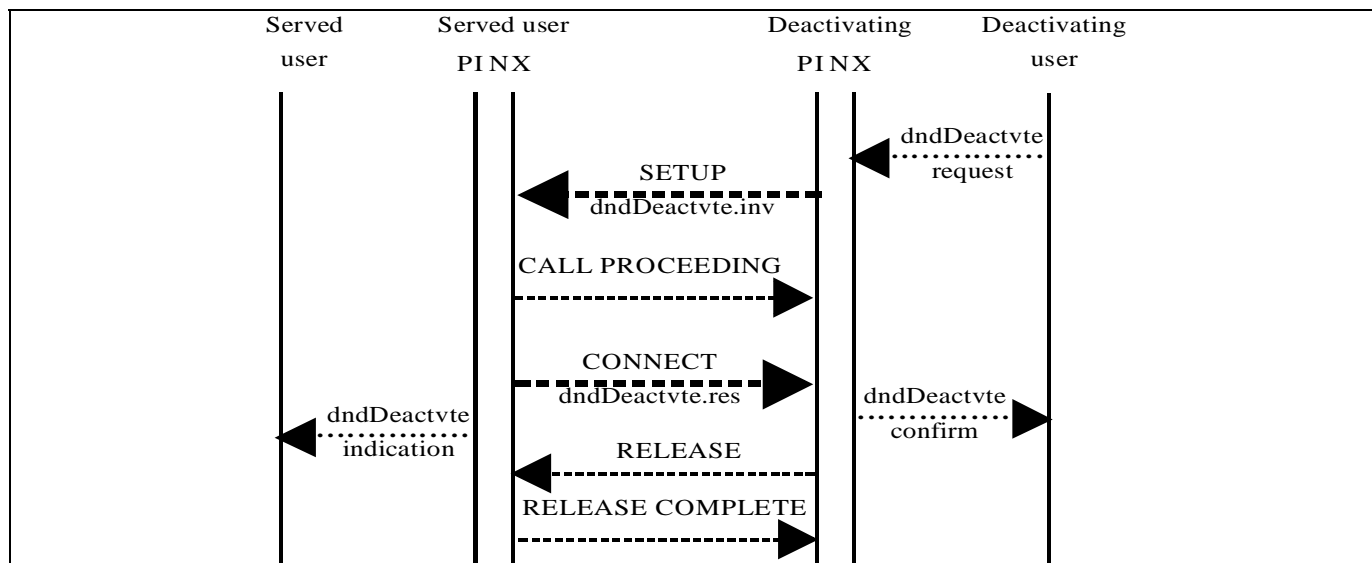 Served Served user Deactivating Deactivating
user PINX PINX user
dndDeactvte
request
SETUP
dndDeactvte.inv
CALL PROCEEDING
CONNECT
dndDeactvte.res
dndDeactvte
confirm
dndDeactvte
indication
RELEASE
RELEASE COMPLETE